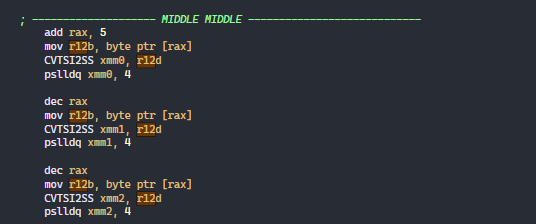 ; ------------------- MIDDLE MIDDLE ---------------------------
add rax, 5
mov r12b, byte ptr [rax]
CVTSI2SS xmm0, r12d
pslldq xmm0, 4
dec rax
mov r12b, byte ptr [rax]
CVTSI2SS xmm1, r12d
pslldq xmm1, 4
dec rax
mov r12b, byte ptr [rax]
CVTSI2SS xmm2, r12d
pslldq xmm2, 4